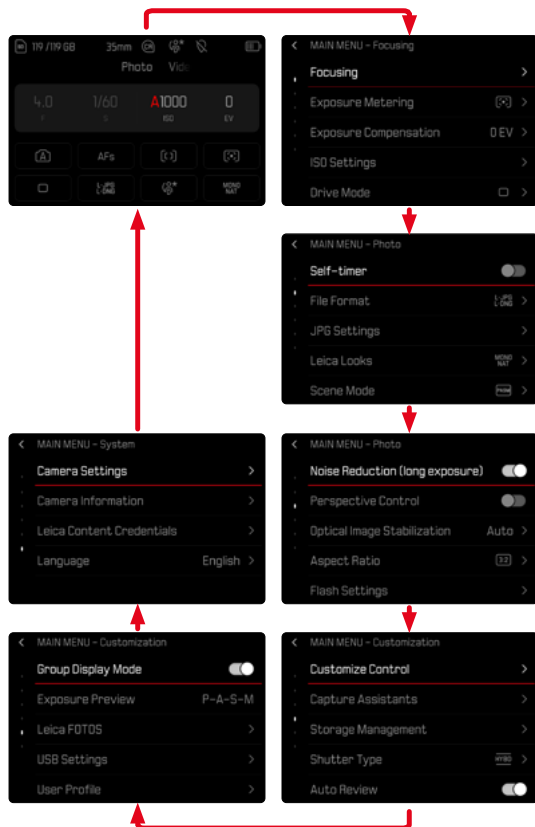 119 /119 GB 35mm
Photo Vide
4.0 1/60 A1000 0
F S ISO EV
AFs
L-JPG
L-DNG
MONO
NAT
MAIN MENU – Focusing
Focusing
Exposure Metering
Exposure Compensation 0 EV
ISO Settings
Drive Mode
MAIN MENU – Photo
Self-timer
File Format L-JPG
L-DNG
JPG Settings
Leica Looks MONO
NAT
Scene Mode
MAIN MENU – Photo
Noise Reduction (long exposure)
Perspective Control
Optical Image Stabilization Auto
Aspect Ratio 3:2
Flash Settings
MAIN MENU – Customization
Customize Control
Capture Assistants
Storage Management
Shutter Type HYBD
Auto Review
MAIN MENU – Customization
Group Display Mode
Exposure Preview P-A-S-M
Leica FOTOS
USB Settings
User Profile
MAIN MENU – System
Camera Settings
Camera Information
Leica Content Credentials
Language English